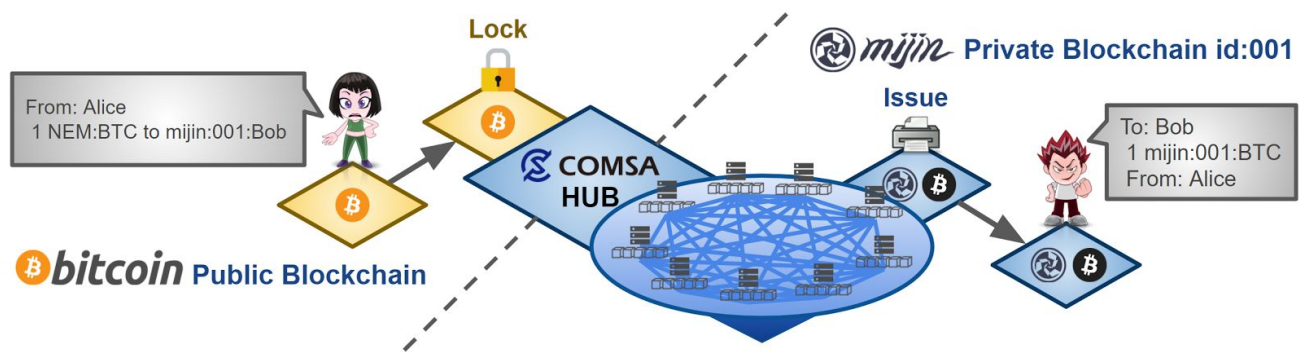 Lock
mijin Private Blockchain id:001
Issue
From: Alice
1 NEM:BTC to mijin:001:Bob
To: Bob
1 mijin:001:BTC
From: Alice
COMSA
HUB
bitcoin Public Blockchain